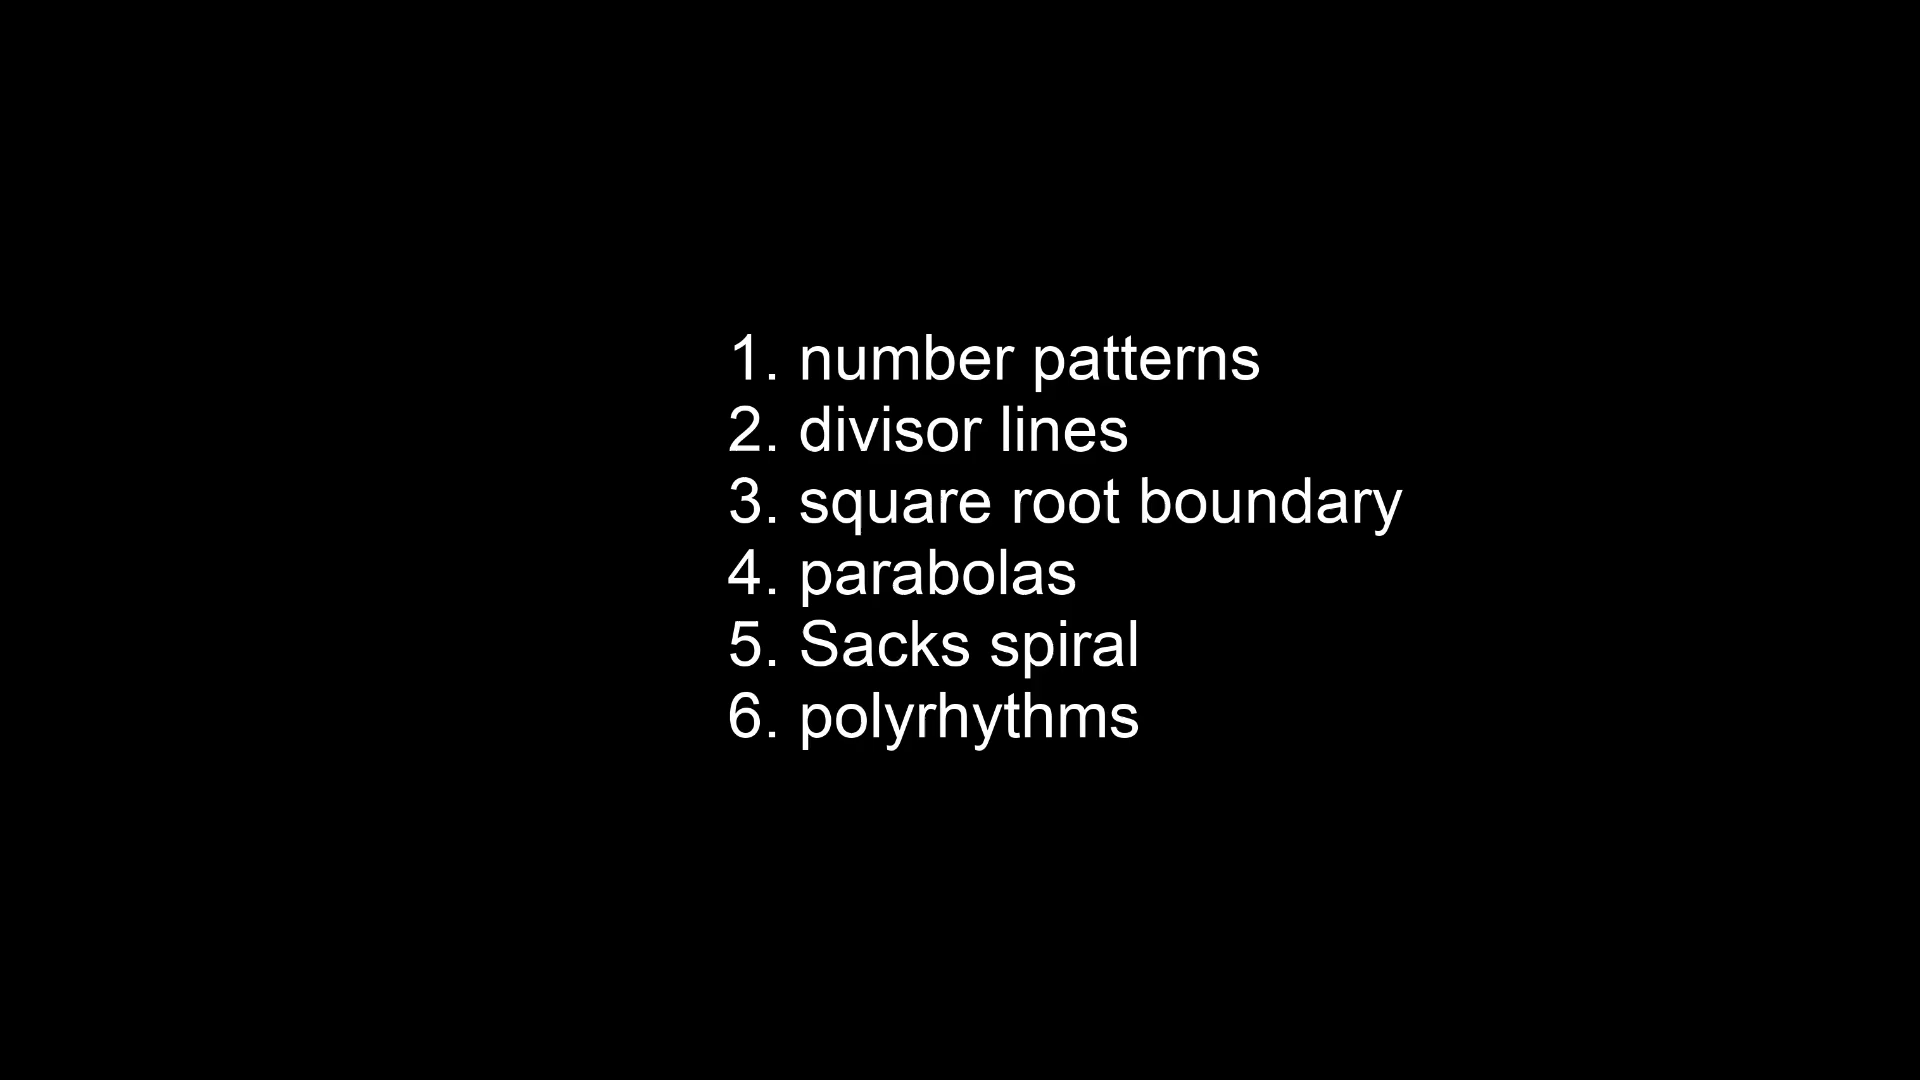 1. number patterns
2. divisor lines
3. square root boundary
4. parabolas
5. Sacks spiral
6. polyrhythms